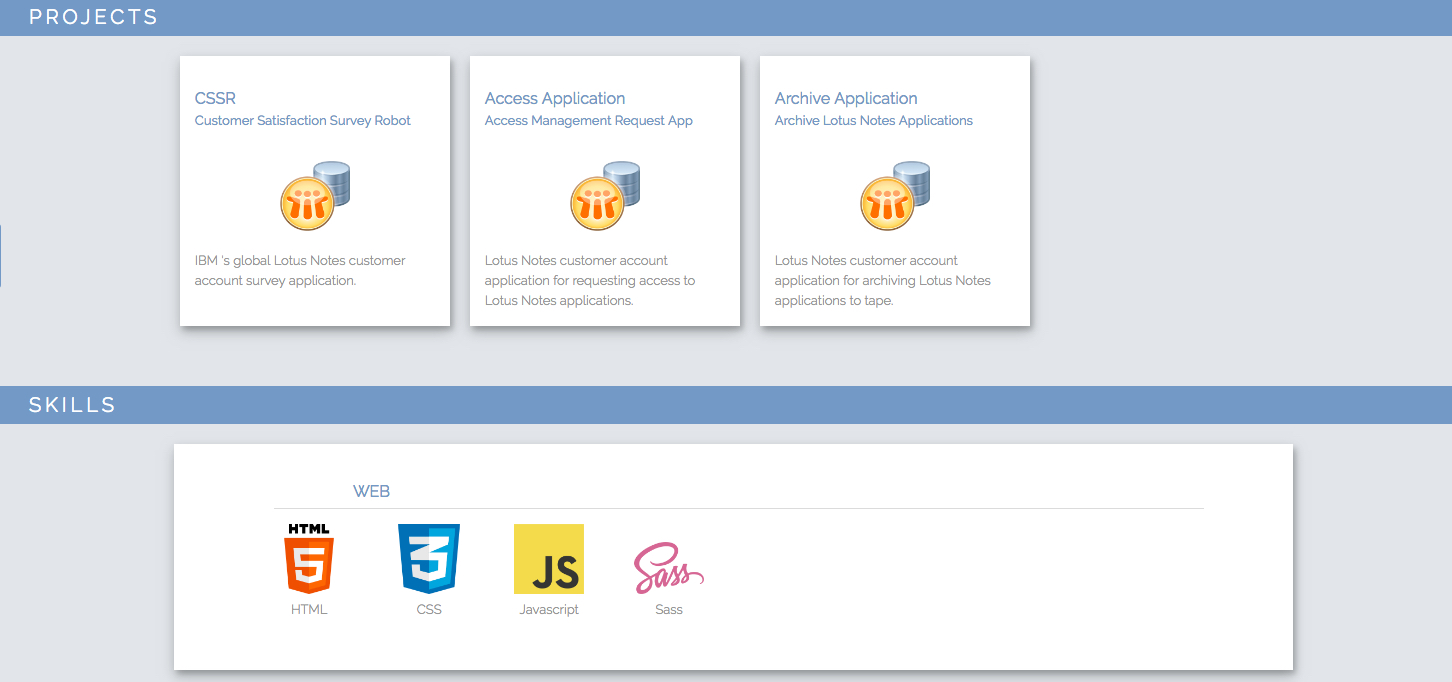 PROJECTS
CSSR
Customer Satisfaction Survey Robot
IBM 's global Lotus Notes customer
account survey application.
Access Application
Access Management Request App
Lotus Notes customer account
application for requesting access to
Lotus Notes applications.
Archive Application
Archive Lotus Notes Applications
Lotus Notes customer account
application for archiving Lotus Notes
applications to tape.
SKILLS
WEB
HTML
5
HTML
3
CSS
JS
Javascript
Sass
Sass